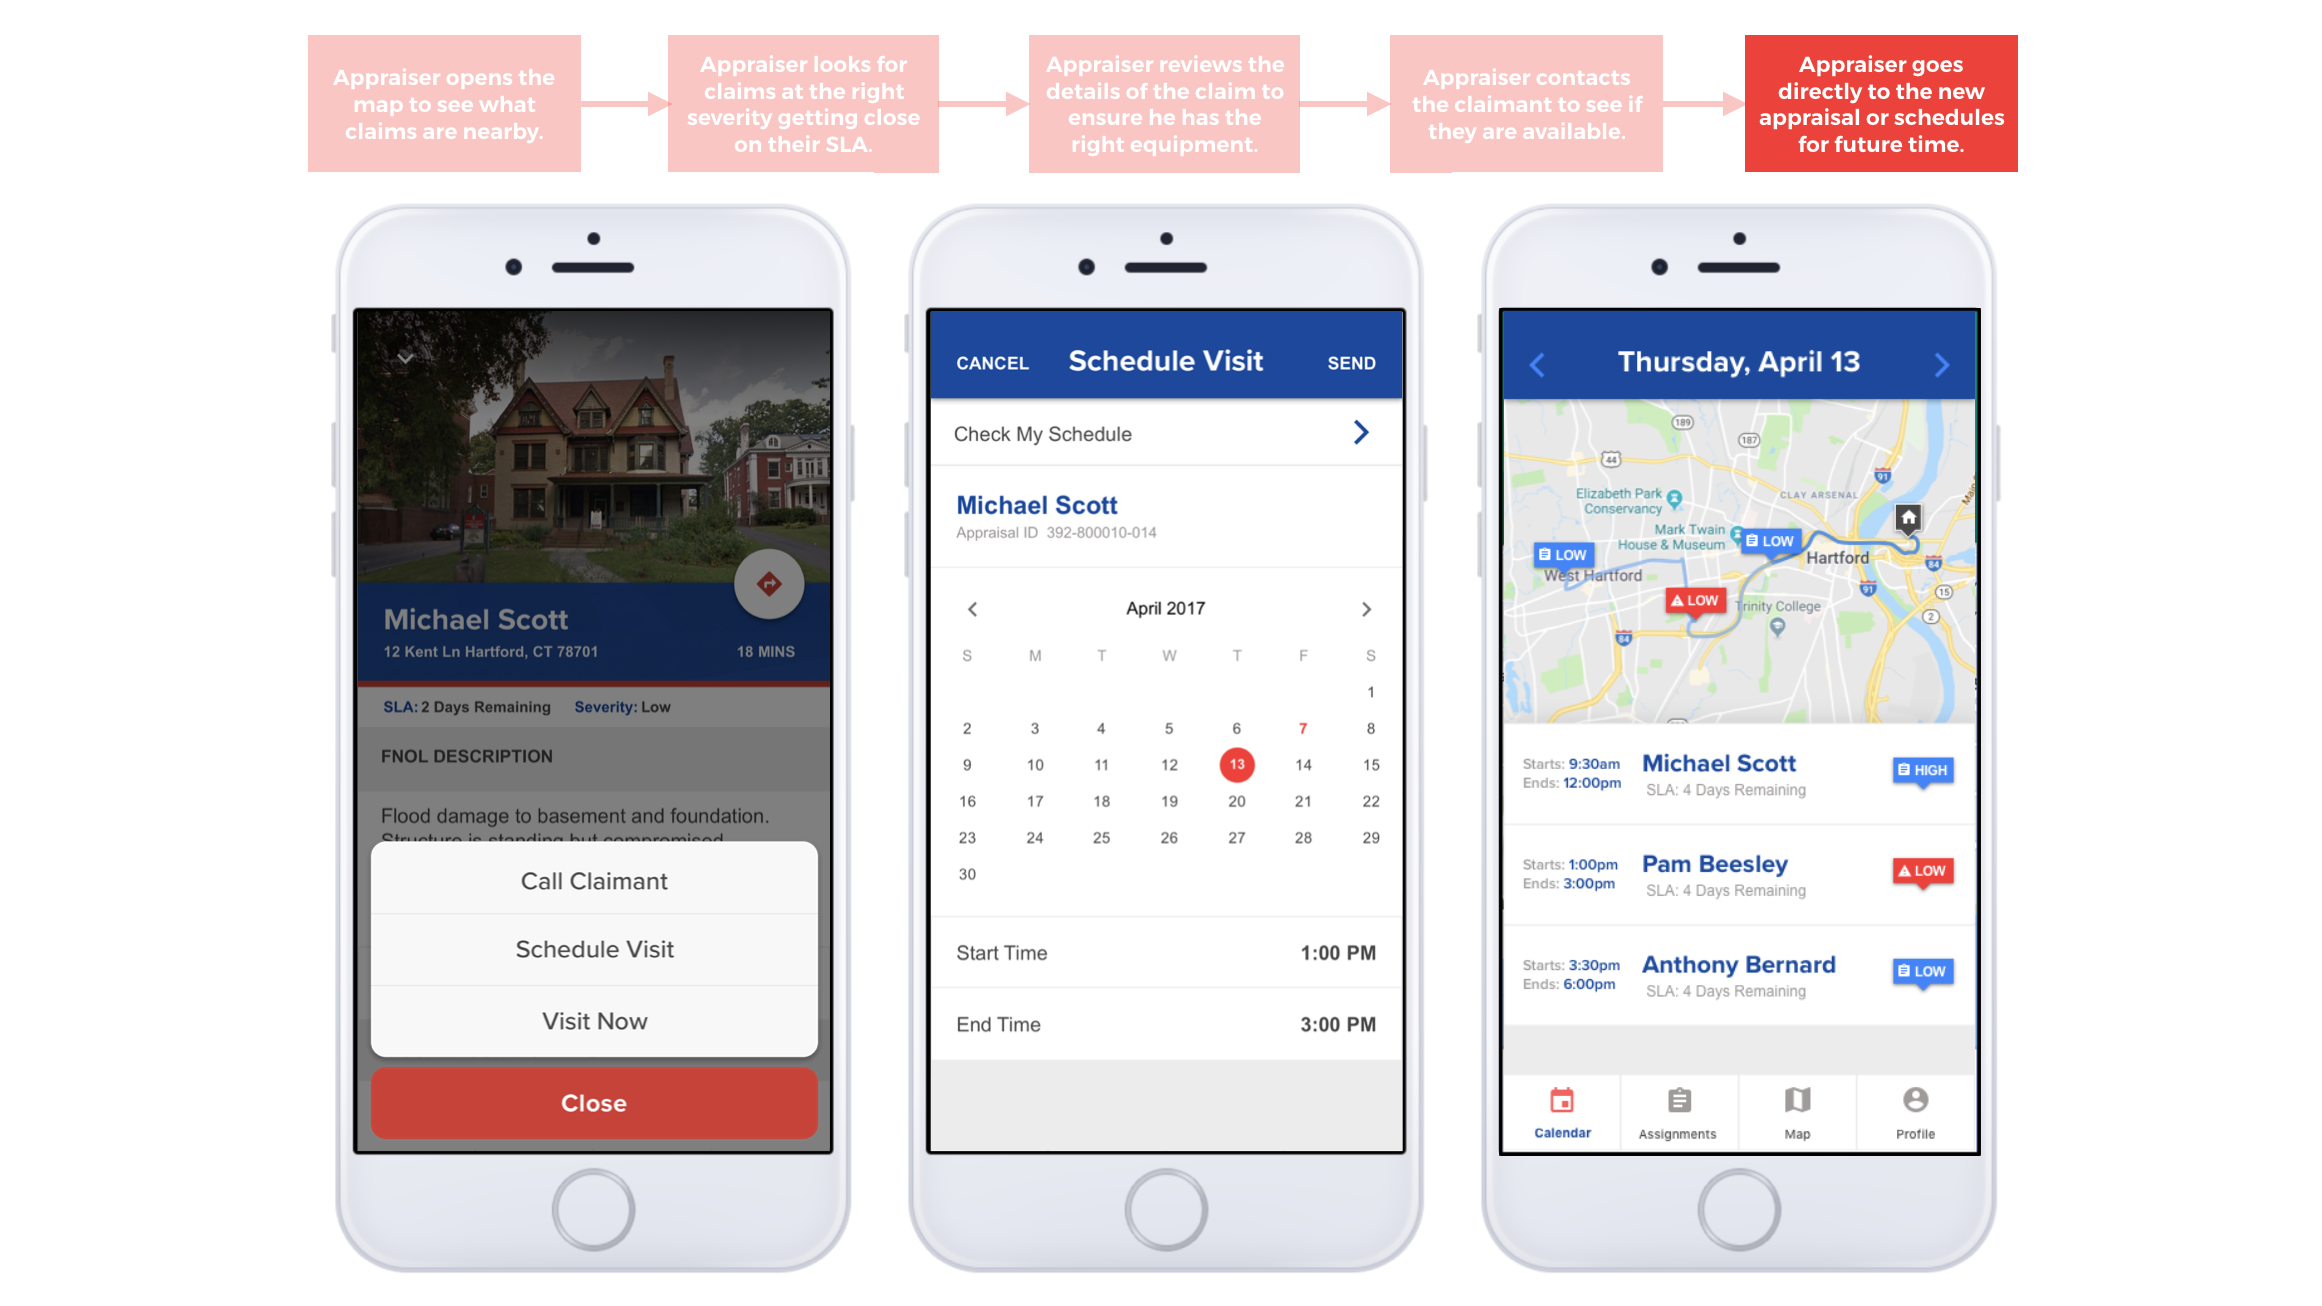 Appraiser opens the
map to see what
claims are nearby.
Appraiser looks for
claims at the right
severity getting close
on their SLA.
Appraiser reviews the
details of the claim to
ensure he has the
right equipment.
Appraiser contacts
the claimant to see if
they are available.
Appraiser goes
directly to the new
appraisal or schedules
for future time.
Michael Scott
12 Kent Ln Hartford, CT 78701
18 MINS
SLA: 2 Days Remaining Severity: Low
FNOL DESCRIPTION
Flood damage to basement and foundation.
Structure is standing but compromised
Call Claimant
Schedule Visit
Visit Now
Close
CANCEL Schedule Visit SEND
Check My Schedule
Michael Scott
Appraisal ID 392-800010-014
April 2017
S M T W T F S
1
2 3 4 5 6 7 8
9 10 11 12 13 14 15
16 17 18 19 20 21 22
23 24 25 26 27 28 29
30
Start Time 1:00 PM
End Time 3:00 PM
Thursday, April 13
189
187
44
91
Elizabeth Park
Conservancy
CLAY ARSENAL
Main
Mark Twain
House & Museum
LOW
LOW
Hartford
84
West Hartford
91
15
LOW
Trinity College
2
84
Starts: 9:30am
Ends: 12:00pm
Michael Scott
SLA: 4 Days Remaining
HIGH
Starts: 1:00pm
Ends: 3:00pm
Pam Beesley
SLA: 4 Days Remaining
LOW
Starts: 3:30pm
Ends: 6:00pm
Anthony Bernard
SLA: 4 Days Remaining
LOW
Calendar Assignments Map Profile